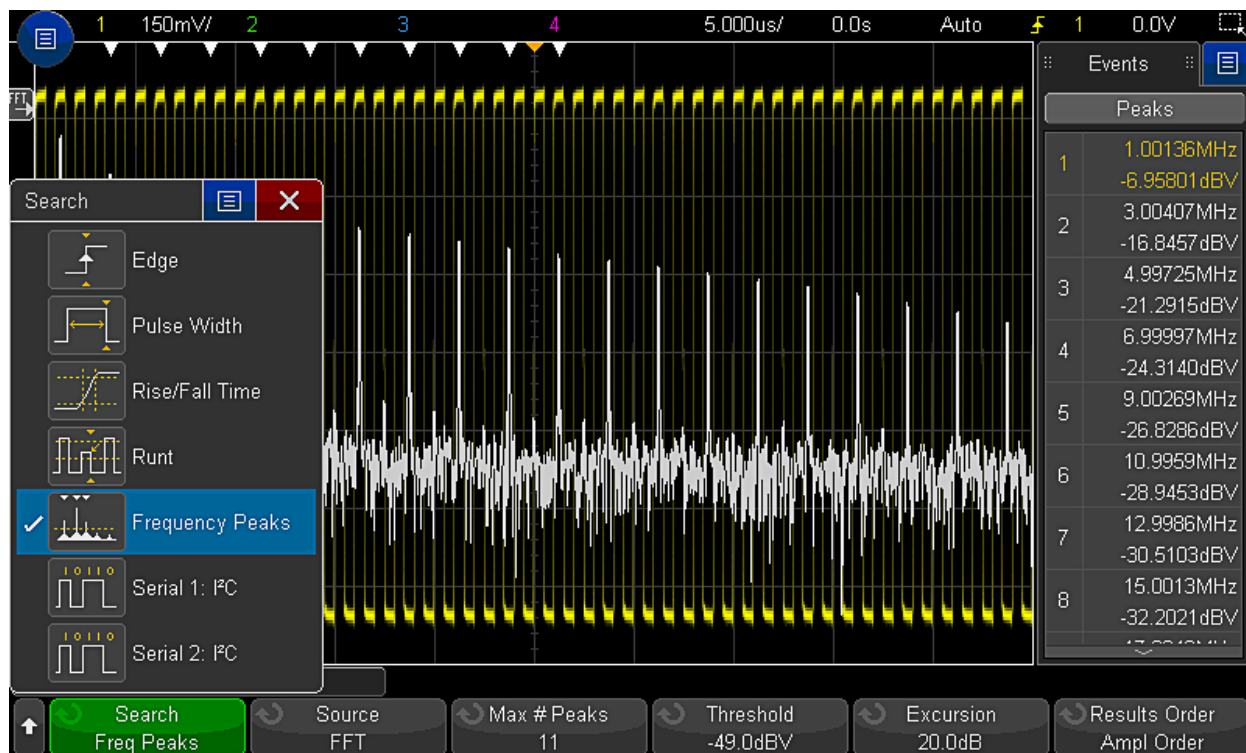 1 150mV/ 2 3 4 5.000us/ 0.0s Auto 1 0.0V
FFT
Events
Peaks
1 1.00136MHz
-6.95801dBV
2 3.00407MHz
-16.8457dBV
3 4.99725MHz
-21.2915dBV
4 6.99997MHz
-24.3140dBV
5 9.00269MHz
-26.8286dBV
6 10.9959MHz
-28.9453dBV
7 12.9986MHz
-30.5103dBV
8 15.0013MHz
-32.2021dBV
Search
Edge
Pulse Width
Rise/Fall Time
Runt
Frequency Peaks
10110
Serial 1: I²C
10110
Serial 2: I²C
Search
Freq Peaks
Source
FFT
Max # Peaks
11
Threshold
-49.0dBV
Excursion
20.0dB
Results Order
Ampl Order